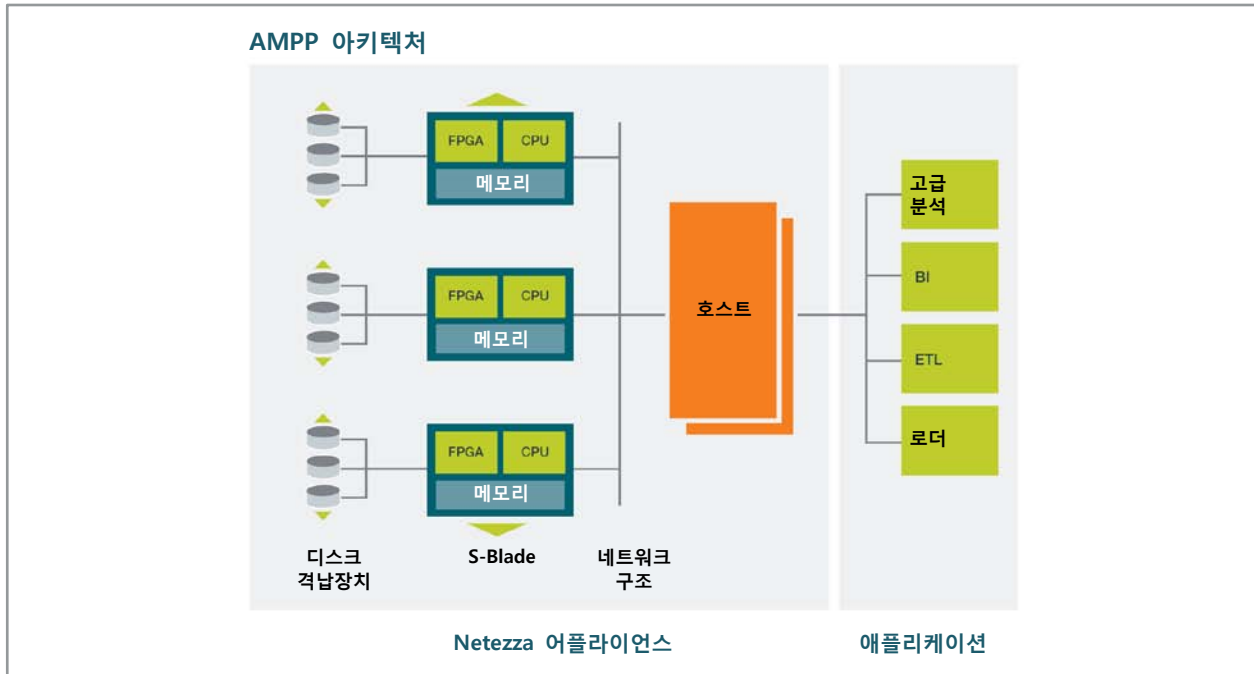 AMPP 아키텍처
FPGA CPU
메모리
FPGA CPU
메모리
FPGA CPU
메모리
호스트
고급
분석
BI
ETL
로더
디스크
격납장치
S-Blade
네트워크
구조
Netezza 어플라이언스
애플리케이션